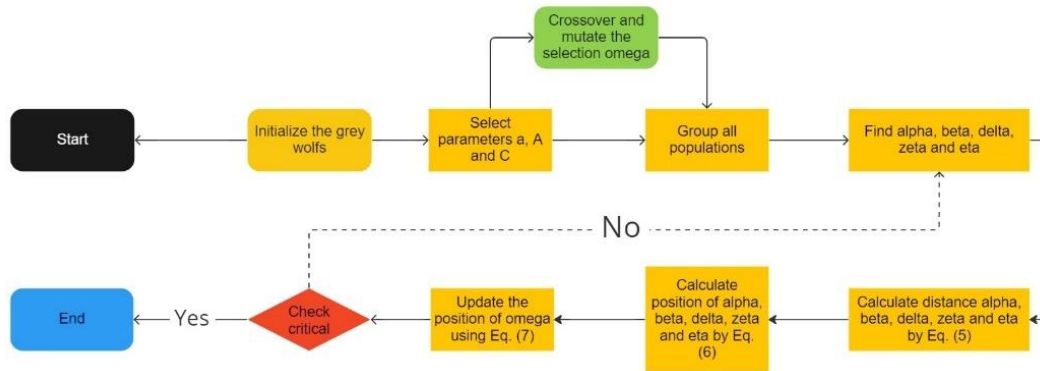 Crossover and
mutate the
selection omega
Start
Initialize the grey
wolfs
Select
parameters a, A
and C
Group all
populations
Find alpha, beta, delta,
zeta and eta
No
End
Yes
Check
critical
Update the
position of omega
using Eq. (7)
Calculate
position of alpha,
beta, delta, zeta
and eta by Eq.
(6)
Calculate distance alpha,
beta, delta, zeta and eta
by Eq. (5)